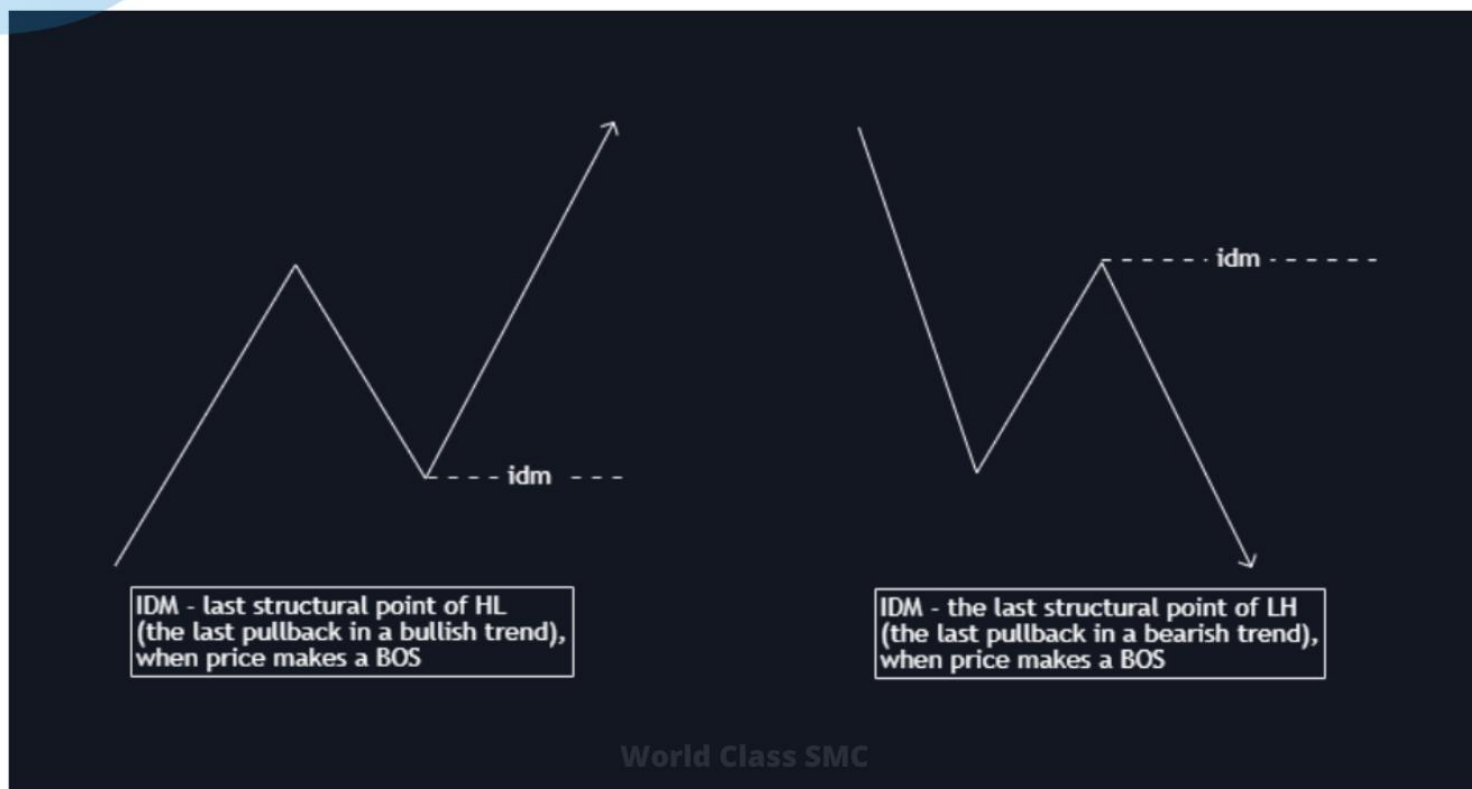 idm
idm
IDM - last structural point of HL
(the last pullback in a bullish trend),
when price makes a BOS
IDM - the last structural point of LH
(the last pullback in a bearish trend),
when price makes a BOS
World Class SMC